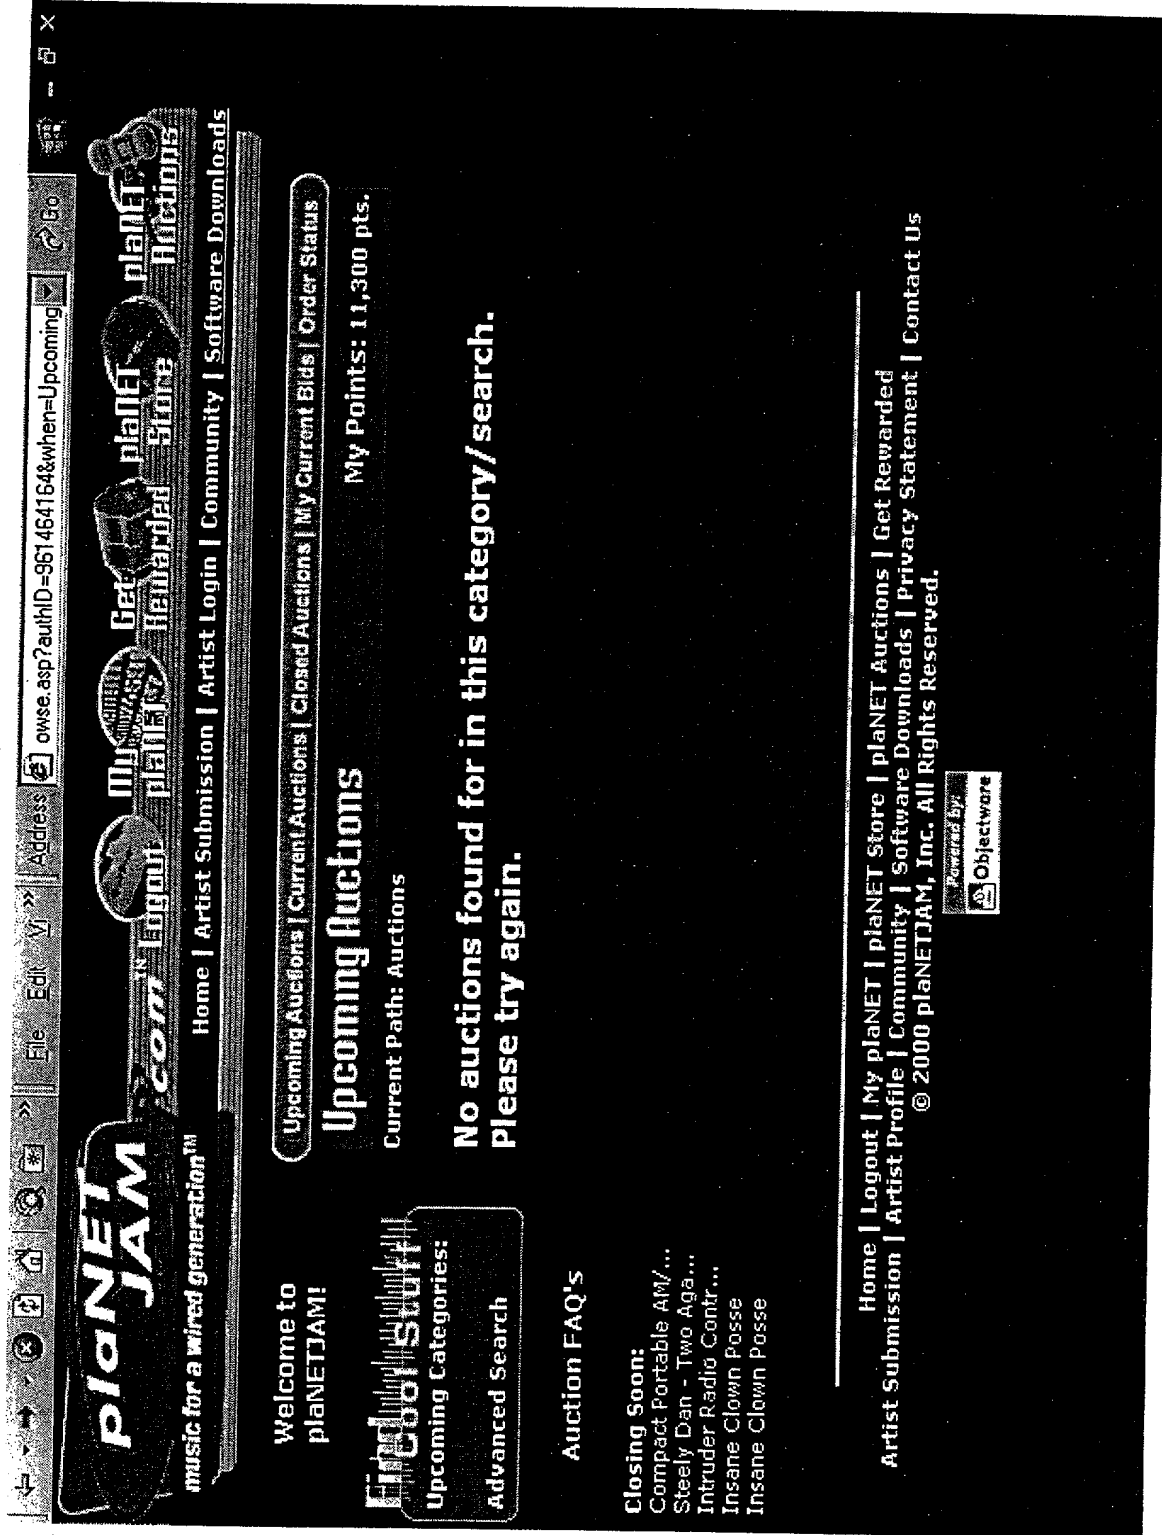 File Edit Vi >> Address owse.asp?authID=961464164&when=Upcoming Go
plaNET JAM .com™
Logout
My plaNET
Get Rewarded
plaNET Store
plaNET Auctions
music for a wired generation™
Home | Artist Submission | Artist Login | Community | Software Downloads
Welcome to
plaNETJAM!
Find Cool Stuff
Upcoming Categories:
Advanced Search
Auction FAQ's
Closing Soon:
Compact Portable AM/...
Steely Dan - Two Aga...
Intruder Radio Contr...
Insane Clown Posse
Insane Clown Posse
Upcoming Auctions | Current Auctions | Closed Auctions | My Current Bids | Order Status
Upcoming Auctions
My Points: 11,300 pts.
Current Path: Auctions
No auctions found for in this category/search.
Please try again.
Home | Logout | My plaNET | plaNET Store | plaNET Auctions | Get Rewarded
Artist Submission | Artist Profile | Community | Software Downloads | Privacy Statement | Contact Us
© 2000 plaNETJAM, Inc. All Rights Reserved.
Powered by:
Objectware